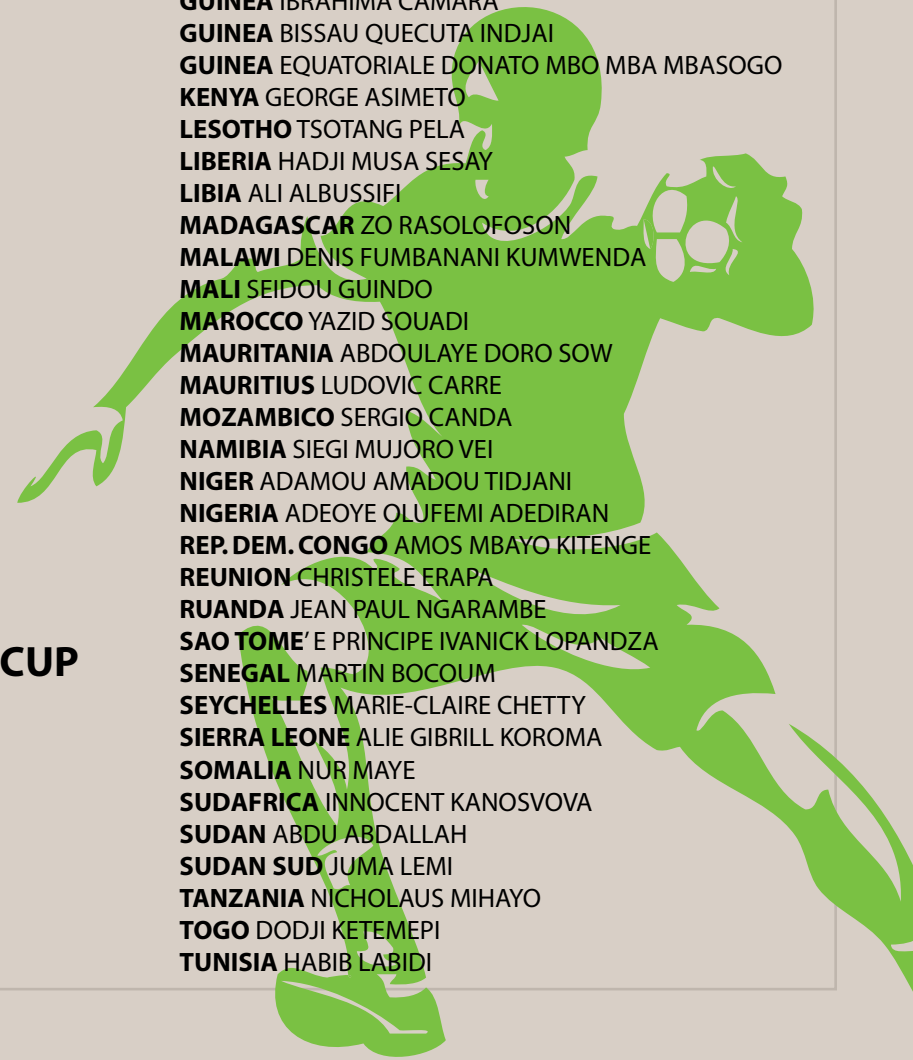 GUINEA IBRAHIMA CAMARA
GUINEA BISSAU QUECUTA INDJAI
GUINEA EQUATORIALE DONATO MBO MBA MBASOGO
KENYA GEORGE ASIMETO
LESOTHO TSOTANG PELA
LIBERIA HADJI MUSA SESAY
LIBIA ALI ALBUSSIFI
MADAGASCAR ZO RASOLOFOSON
MALAWI DENIS FUMBANANI KUMWENDA
MALI SEIDOU GUINDO
MAROCCO YAZID SOUADI
MAURITANIA ABDOULAYE DORO SOW
MAURITIUS LUDOVIC CARRE
MOZAMBICO SERGIO CANDA
NAMIBIA SIEGI MUJORO VEI
NIGER ADAMOU AMADOU TIDJANI
NIGERIA ADEOYE OLUFEMI ADEDIRAN
REP. DEM. CONGO AMOS MBAYO KITENGE
REUNION CHRISTELE ERAPA
RUANDA JEAN PAUL NGARAMBE
SAO TOME' E PRINCIPE IVANICK LOPANDZA
CUP
SENEGAL MARTIN BOCOUM
SEYCHELLES MARIE-CLAIRE CHETTY
SIERRA LEONE ALIE GIBRILL KOROMA
SOMALIA NUR MAYE
SUDAFRICA INNOCENT KANOSVOVA
SUDAN ABDU ABDALLAH
SUDAN SUD JUMA LEMI
TANZANIA NICHOLAUS MIHAYO
TOGO DODJI KETEMEPI
TUNISIA HABIB LABIDI